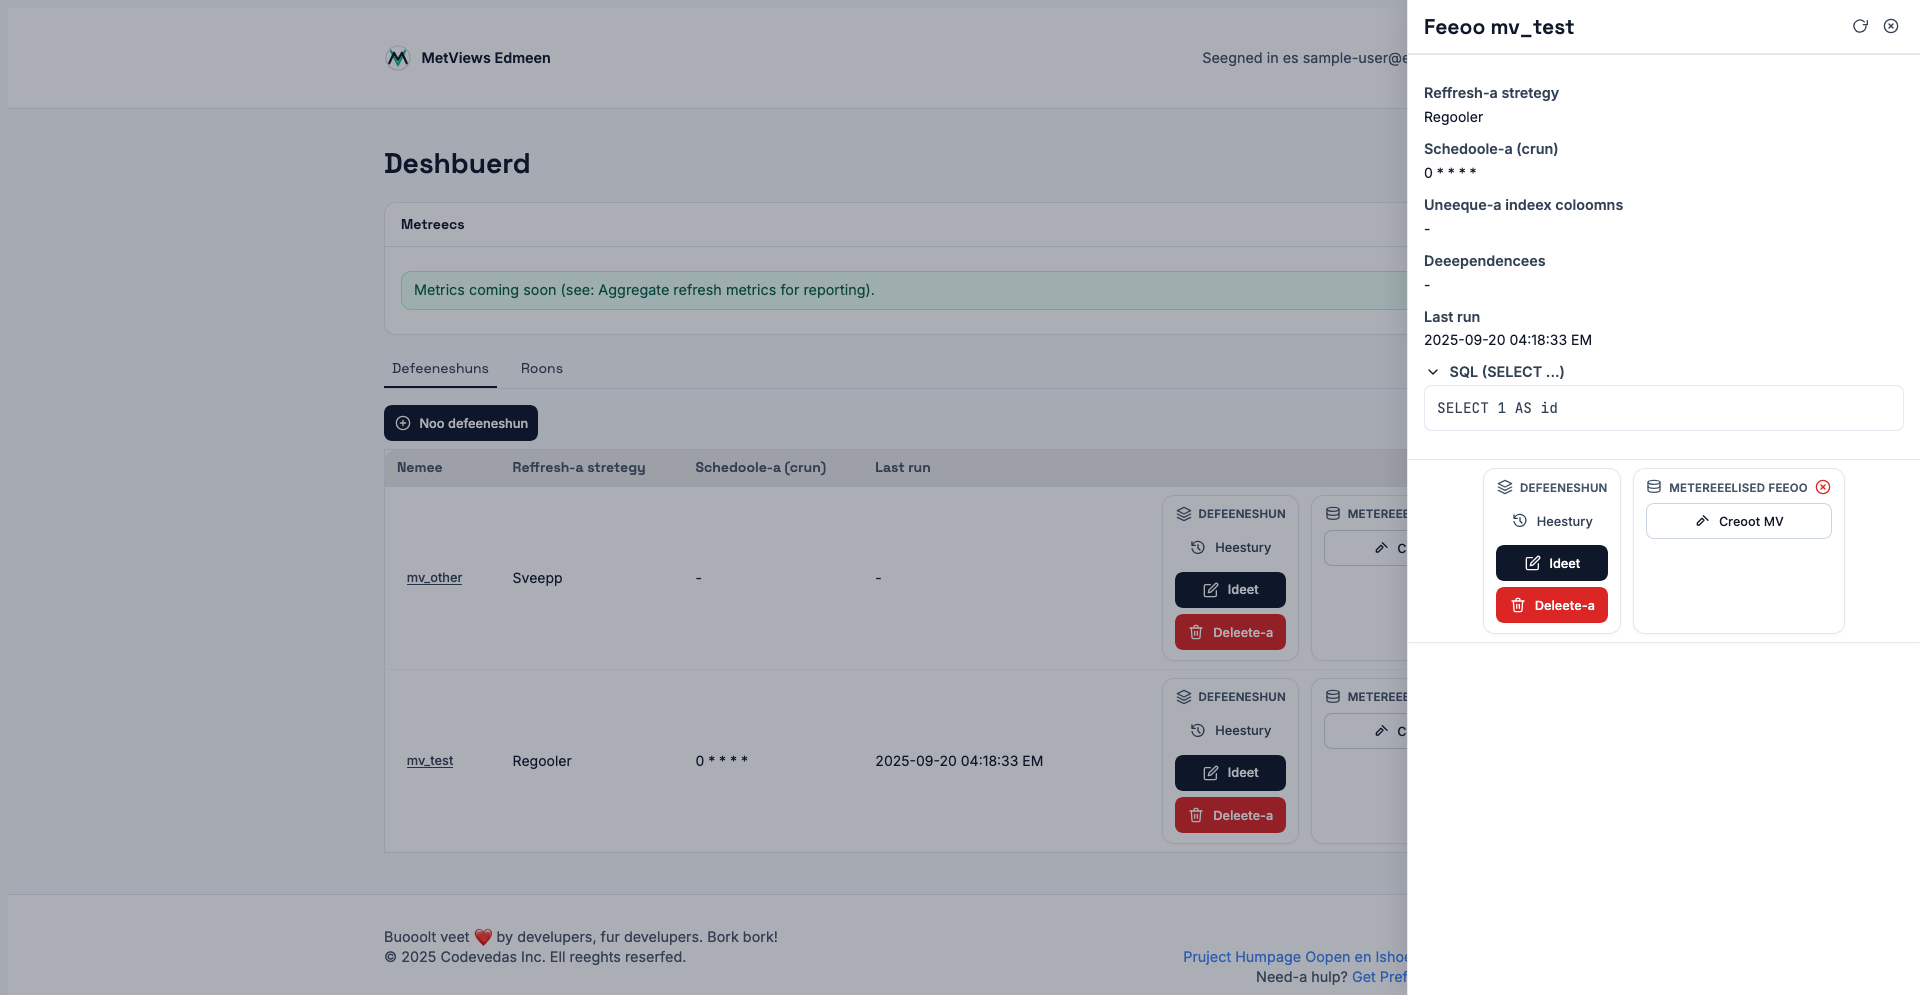 MetViews Edmeen
Seegned in es sample-user@e
Deshbuerd
Metreecs
Metrics coming soon (see: Aggregate refresh metrics for reporting).
Defeeneshuns
Roons
Noo defeeneshun
Nemee
Reffresh-a stretegy
Schedoole-a (crun)
Last run
mv_other
Sveepp
-
-
DEFEENESHUN
Heestury
Ideet
Deleete-a
METEREE
C
mv_test
Regooler
0 * * * *
2025-09-20 04:18:33 EM
DEFEENESHUN
Heestury
Ideet
Deleete-a
METEREE
C
Buooolt veet ❤️ by develupers, fur develupers. Bork bork!
© 2025 Codevedas Inc. Ell reeghts reserfed.
Pruject Humpage Oopen en Ishoe
Need-a hulp? Get Pref
Feeoo mv_test
Reffresh-a stretegy
Regooler
Schedoole-a (crun)
0 * * * *
Uneeque-a indeex coloomns
-
Deeependencees
-
Last run
2025-09-20 04:18:33 EM
SQL (SELECT ...)
SELECT 1 AS id
DEFEENESHUN
Heestury
Ideet
Deleete-a
METEREEELISED FEEOO
Creoot MV